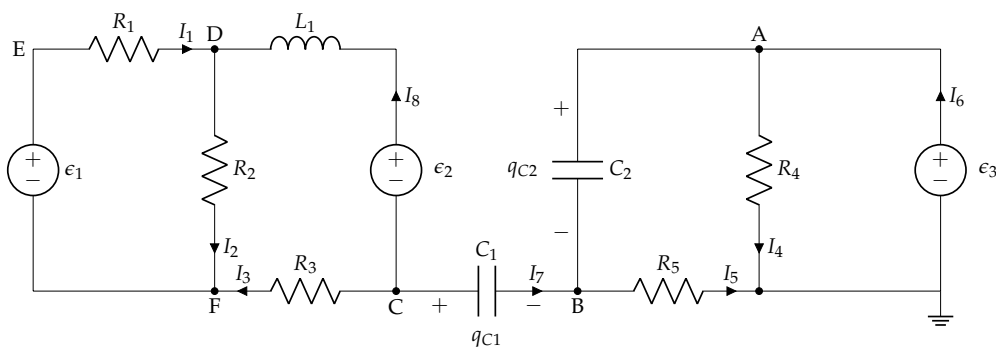 R1 I1 D L1 A
E
I8 I6
+ qC2 C2
ϵ1 + − R2 + − ϵ2 R4 + − ϵ3
−
I2 C1 I4
I3 R3 I7 R5 I5
F C + − B
qC1